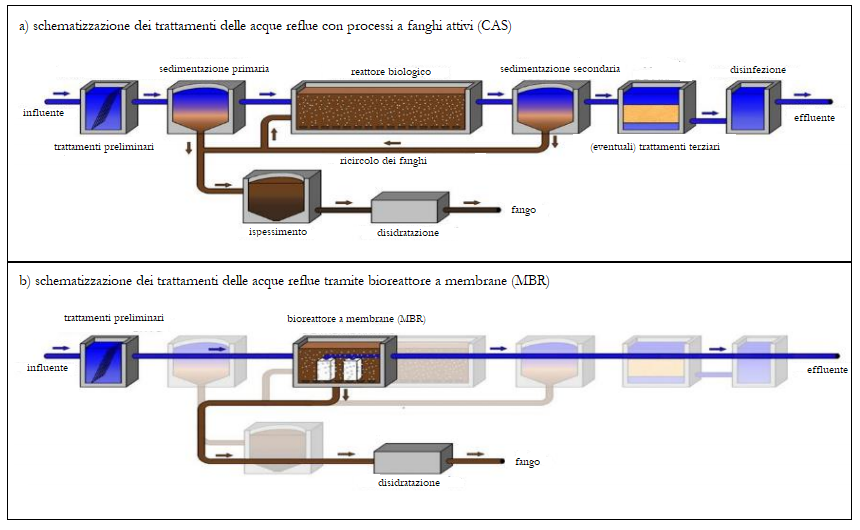 a) schematizzazione dei trattamenti delle acque reflue con processi a fanghi attivi (CAS)
sedimentazione primaria
reattore biologico
sedimentazione secondaria
disinfezione
influente
effluente
trattamenti preliminari
ricircolo dei fanghi
(eventuali) trattamenti terziari
ispessimento
disidratazione
fango
b) schematizzazione dei trattamenti delle acque reflue tramite bioreattore a membrane (MBR)
trattamenti preliminari
bioreattore a membrane (MBR)
influente
effluente
fango
disidratazione